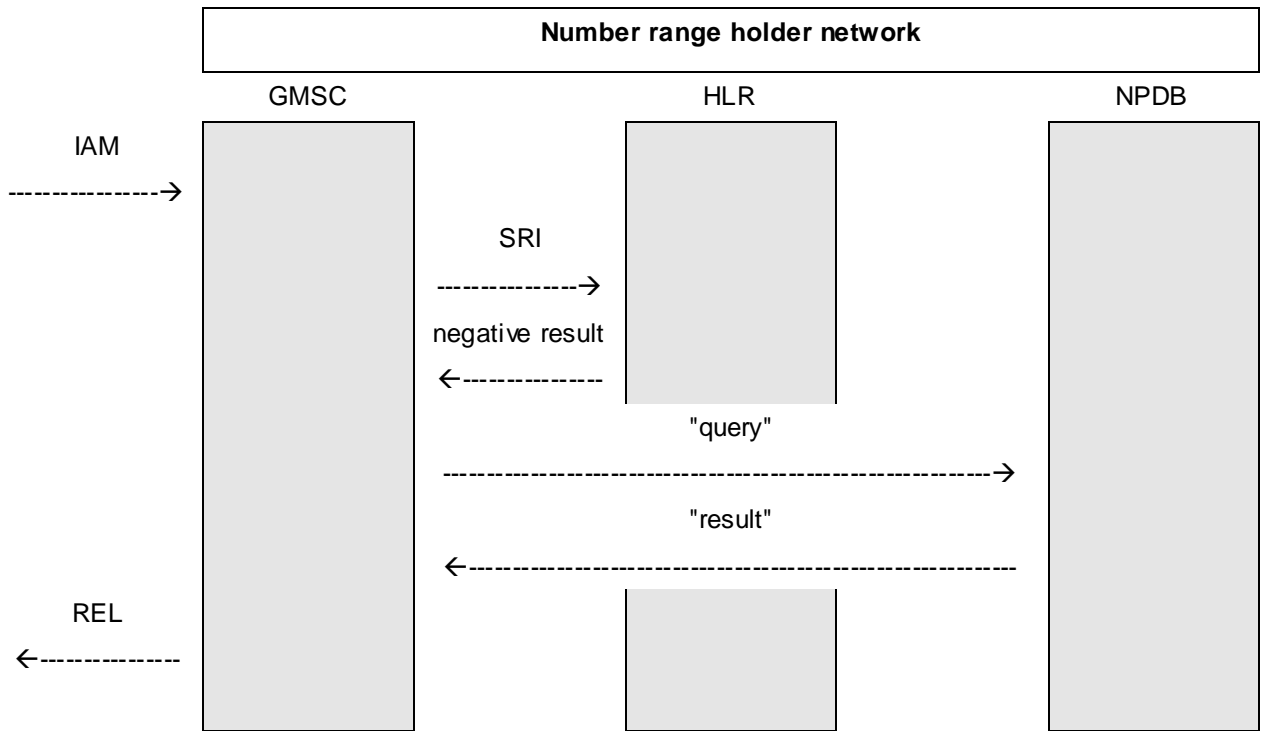 Number range holder network
GMSC HLR NPDB
IAM
SRI
negative result
"query"
"result"
REL